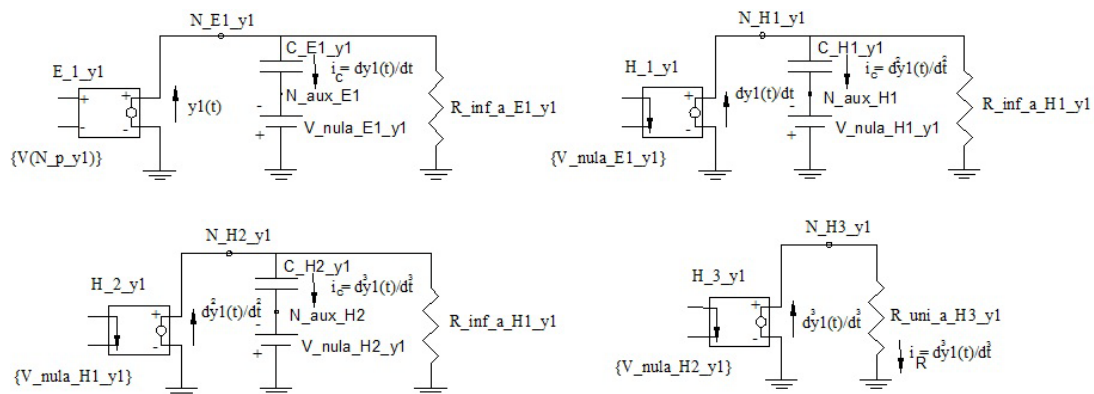 N_E1_y1
C_E1_y1
E_1_y1
i_c = dy1(t)/dt
+ +
N_aux_E1
y1(t)
-
R_inf_a_E1_y1
- -
V_nula_E1_y1
+
{V(N_p_y1)}
N_H1_y1
C_H1_y1
H_1_y1
i_c = d²y1(t)/dt²
+
dy1(t)/dt
N_aux_H1
-
R_inf_a_H1_y1
-
V_nula_H1_y1
+
{V_nula_E1_y1}
N_H2_y1
C_H2_y1
H_2_y1
i_c = d³y1(t)/dt³
+
d²y1(t)/dt²
N_aux_H2
-
R_inf_a_H1_y1
-
V_nula_H2_y1
+
{V_nula_H1_y1}
N_H3_y1
H_3_y1
+
d³y1(t)/dt³
R_uni_a_H3_y1
-
i_R = d³y1(t)/dt³
{V_nula_H2_y1}